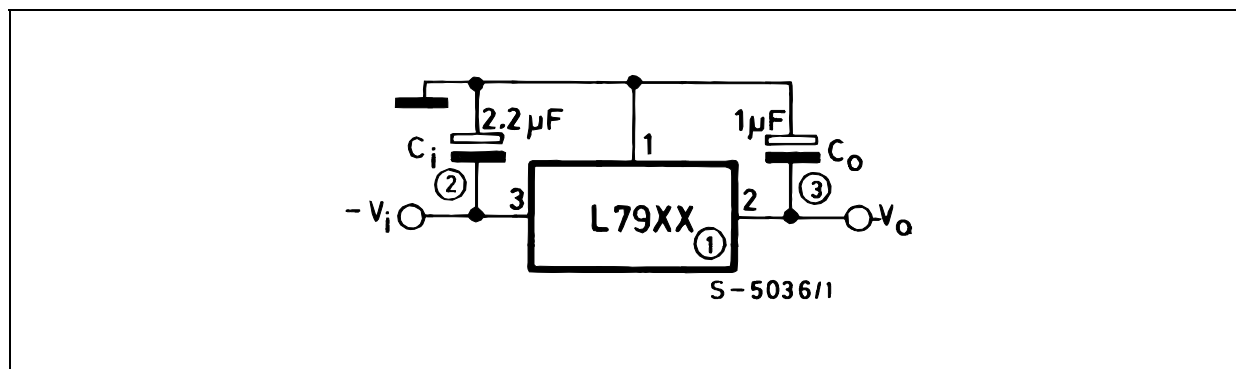 2.2µF
1µF
Ci
1
Co
②
③
-Vi
3
L79XX
①
2
-Vo
S-5036/1